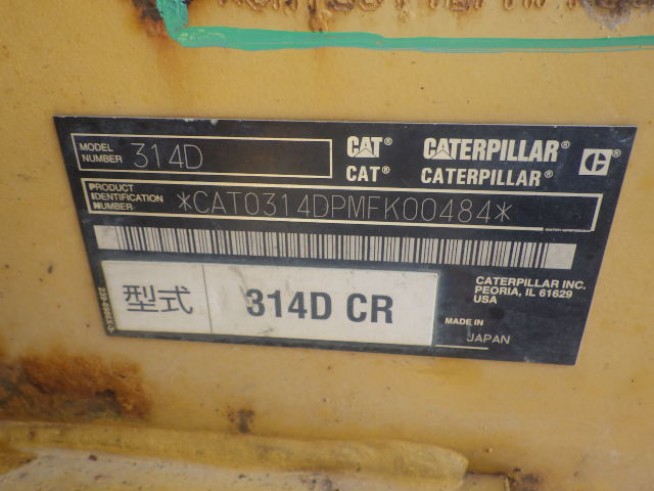 MODEL NUMBER 314D
CAT® CATERPILLAR®
CAT® CATERPILLAR®
PRODUCT IDENTIFICATION NUMBER *CAT0314DPMFK00484*
型式 314D CR
CATERPILLAR INC.
PEORIA, IL 61629
USA
MADE IN
JAPAN